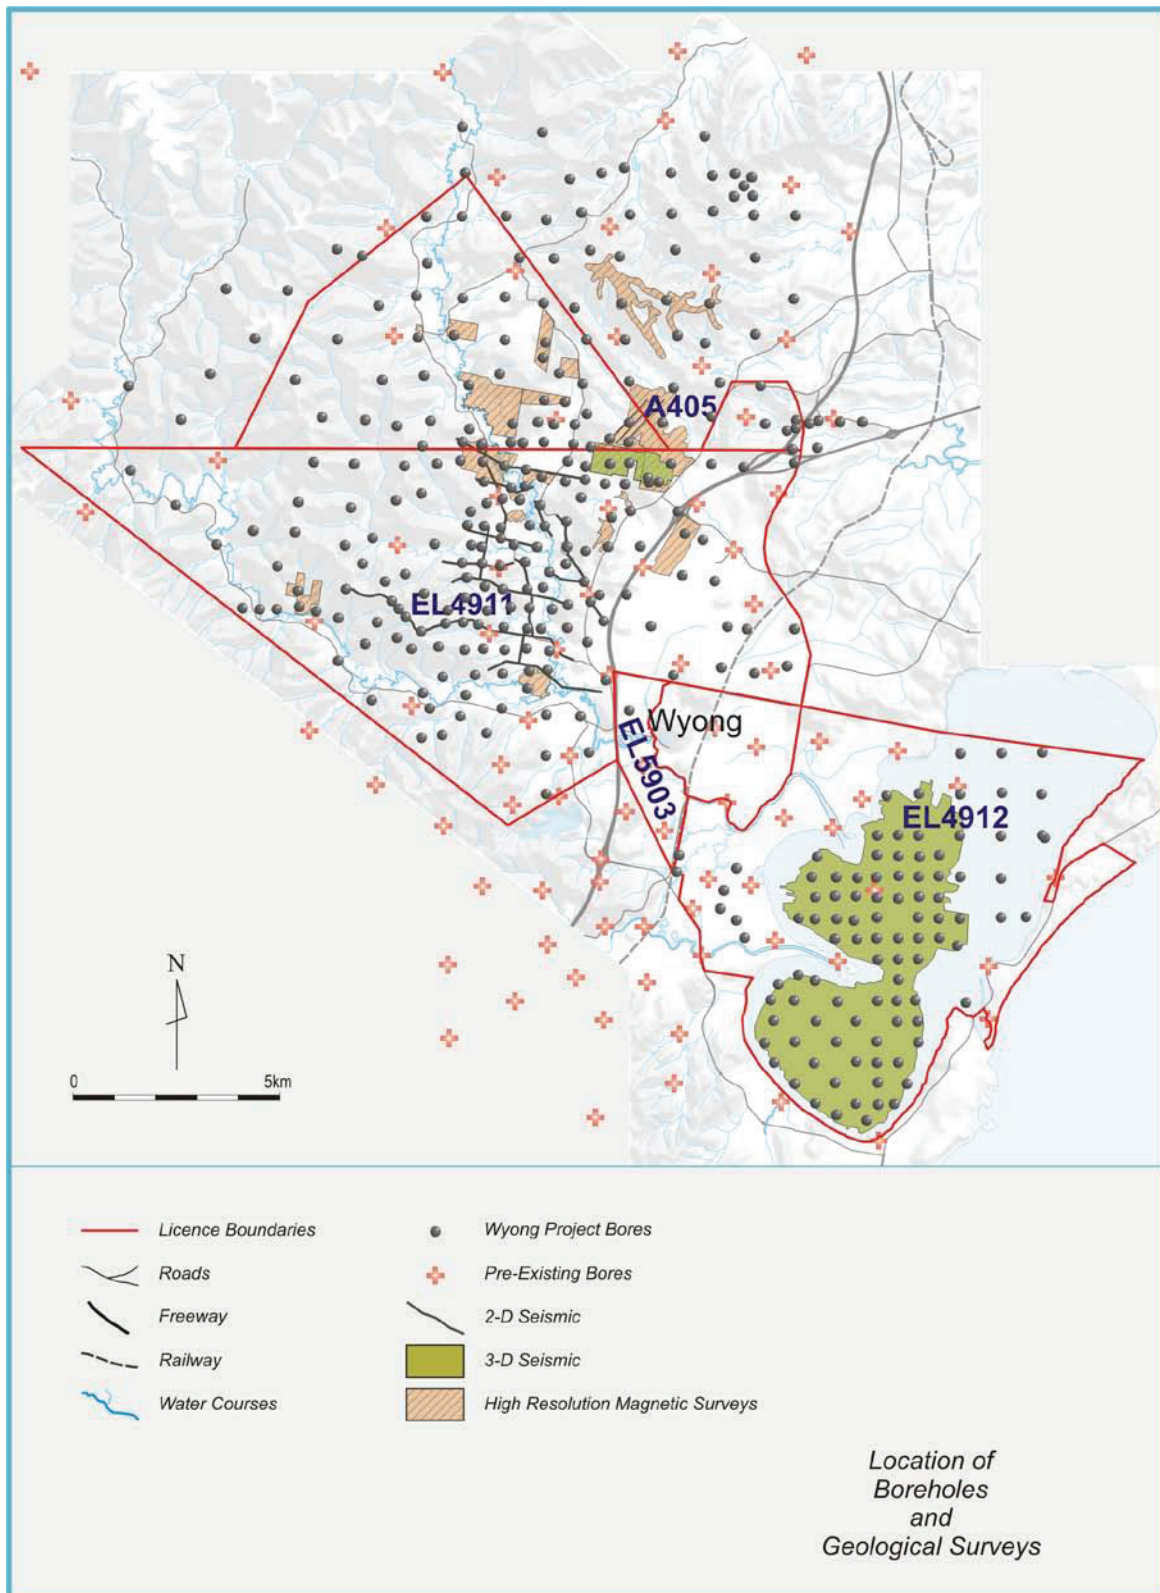 A405
EL4911
Wyong
EL5903
EL4912
N
0 5km
Licence Boundaries
Roads
Freeway
Railway
Water Courses
Wyong Project Bores
Pre-Existing Bores
2-D Seismic
3-D Seismic
High Resolution Magnetic Surveys
Location of
Boreholes
and
Geological Surveys